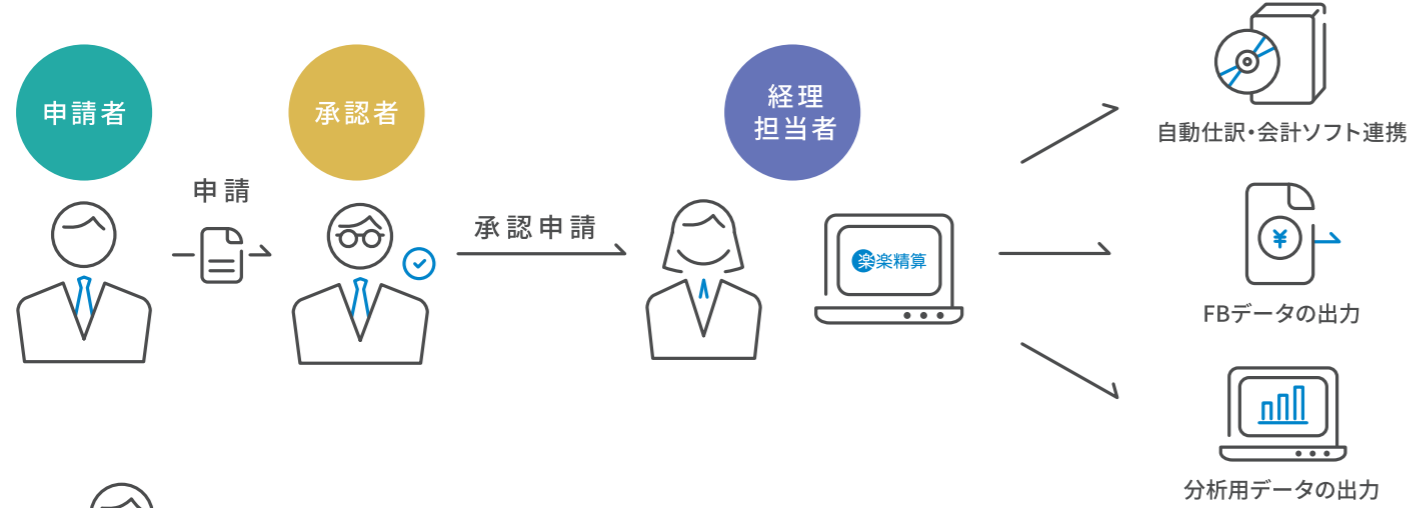 申請者
申請
承認者
承認申請
経理
担当者
楽楽精算
自動仕訳・会計ソフト連携
¥
FBデータの出力
分析用データの出力